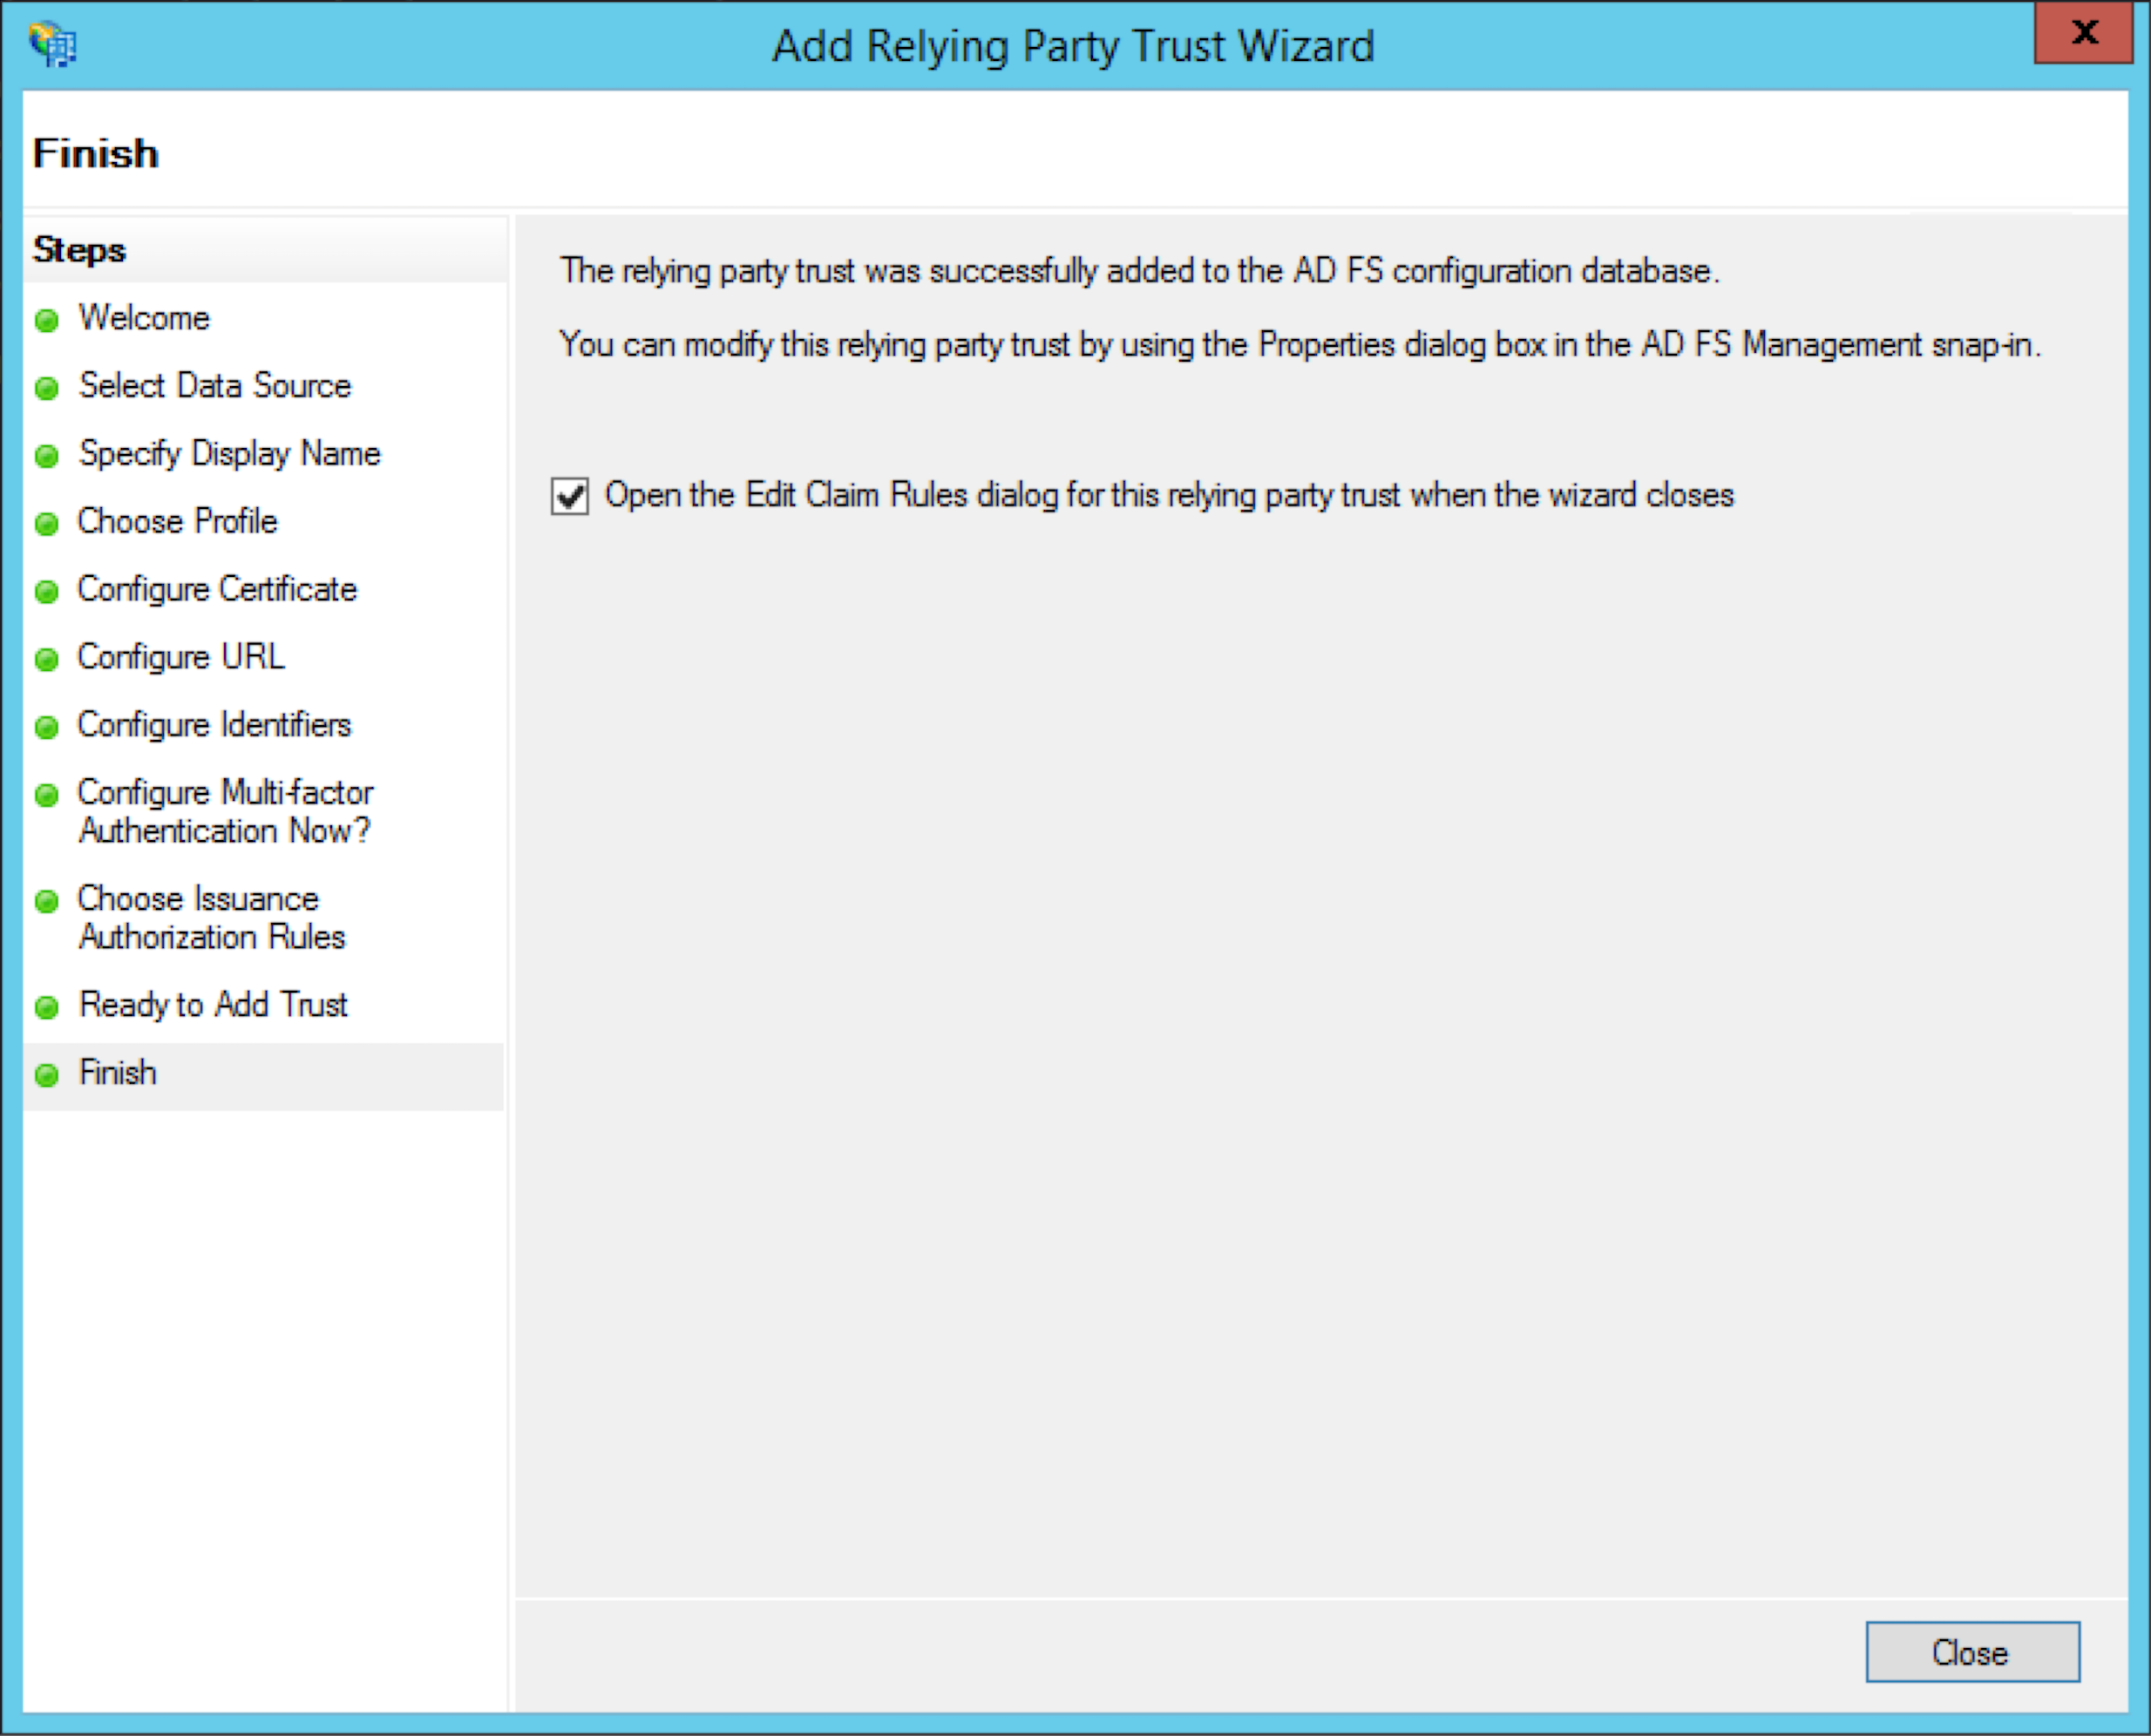 Add Relying Party Trust Wizard
x
Finish
Steps
Welcome
Select Data Source
Specify Display Name
Choose Profile
Configure Certificate
Configure URL
Configure Identifiers
Configure Multi-factor
Authentication Now?
Choose Issuance
Authorization Rules
Ready to Add Trust
Finish
The relying party trust was successfully added to the AD FS configuration database.
You can modify this relying party trust by using the Properties dialog box in the AD FS Management snap-in.
Open the Edit Claim Rules dialog for this relying party trust when the wizard closes
Close